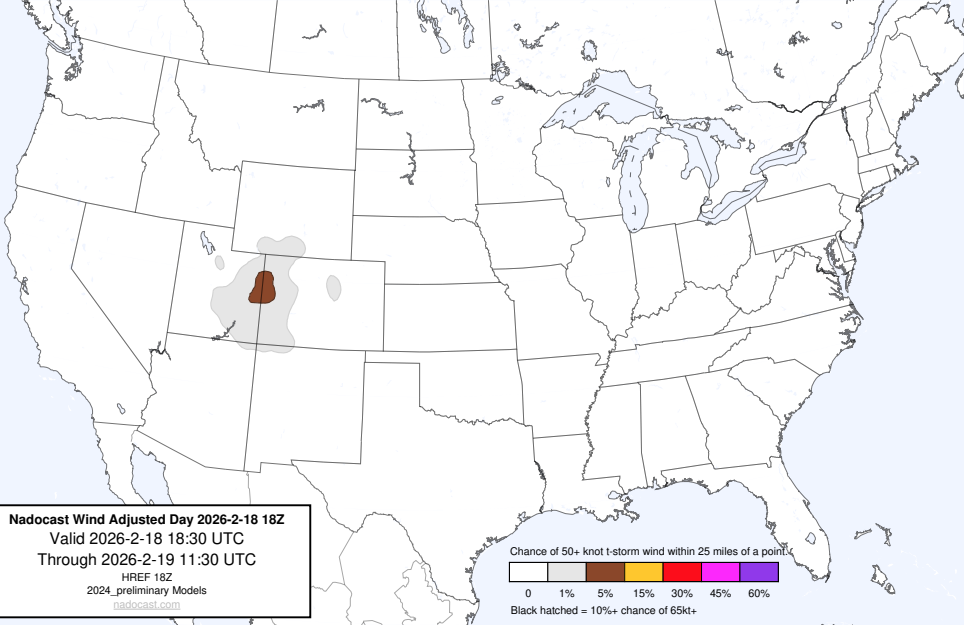 Nadocast Wind Adjusted Day 2026-2-18 18Z
Valid 2026-2-18 18:30 UTC
Through 2026-2-19 11:30 UTC
HREF 18Z
2024_preliminary Models
nadocast.com
Chance of 50+ knot t-storm wind within 25 miles of a point.
0 1% 5% 15% 30% 45% 60%
Black hatched = 10%+ chance of 65kt+